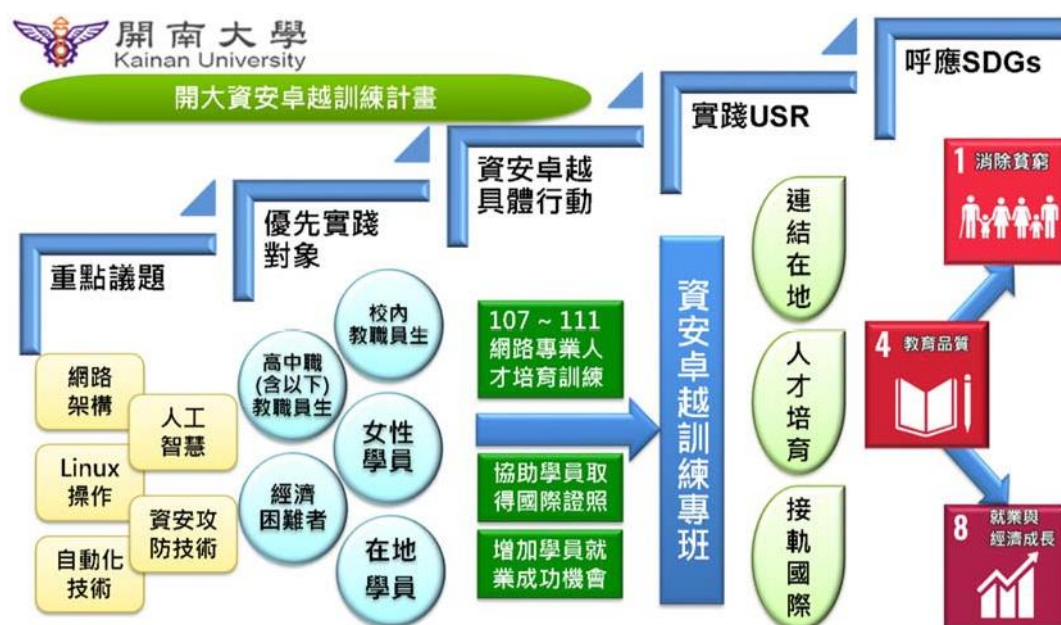 開南大學
Kainan University
開大資安卓越訓練計畫
重點議題
網路
架構
人工
智慧
Linux
操作
資安攻
防技術
自動化
技術
優先實踐
對象
校內
教職員生
高中職
(含以下)
教職員生
女性
學員
經濟
困難者
在地
學員
資安卓越
具體行動
107 ~ 111
網路專業人
才培育訓練
協助學員取
得國際證照
增加學員就
業成功機會
資安卓越訓練專班
實踐USR
連結在地
人才培育
接軌國際
呼應SDGs
1 消除貧窮
4 教育品質
8 就業與
經濟成長